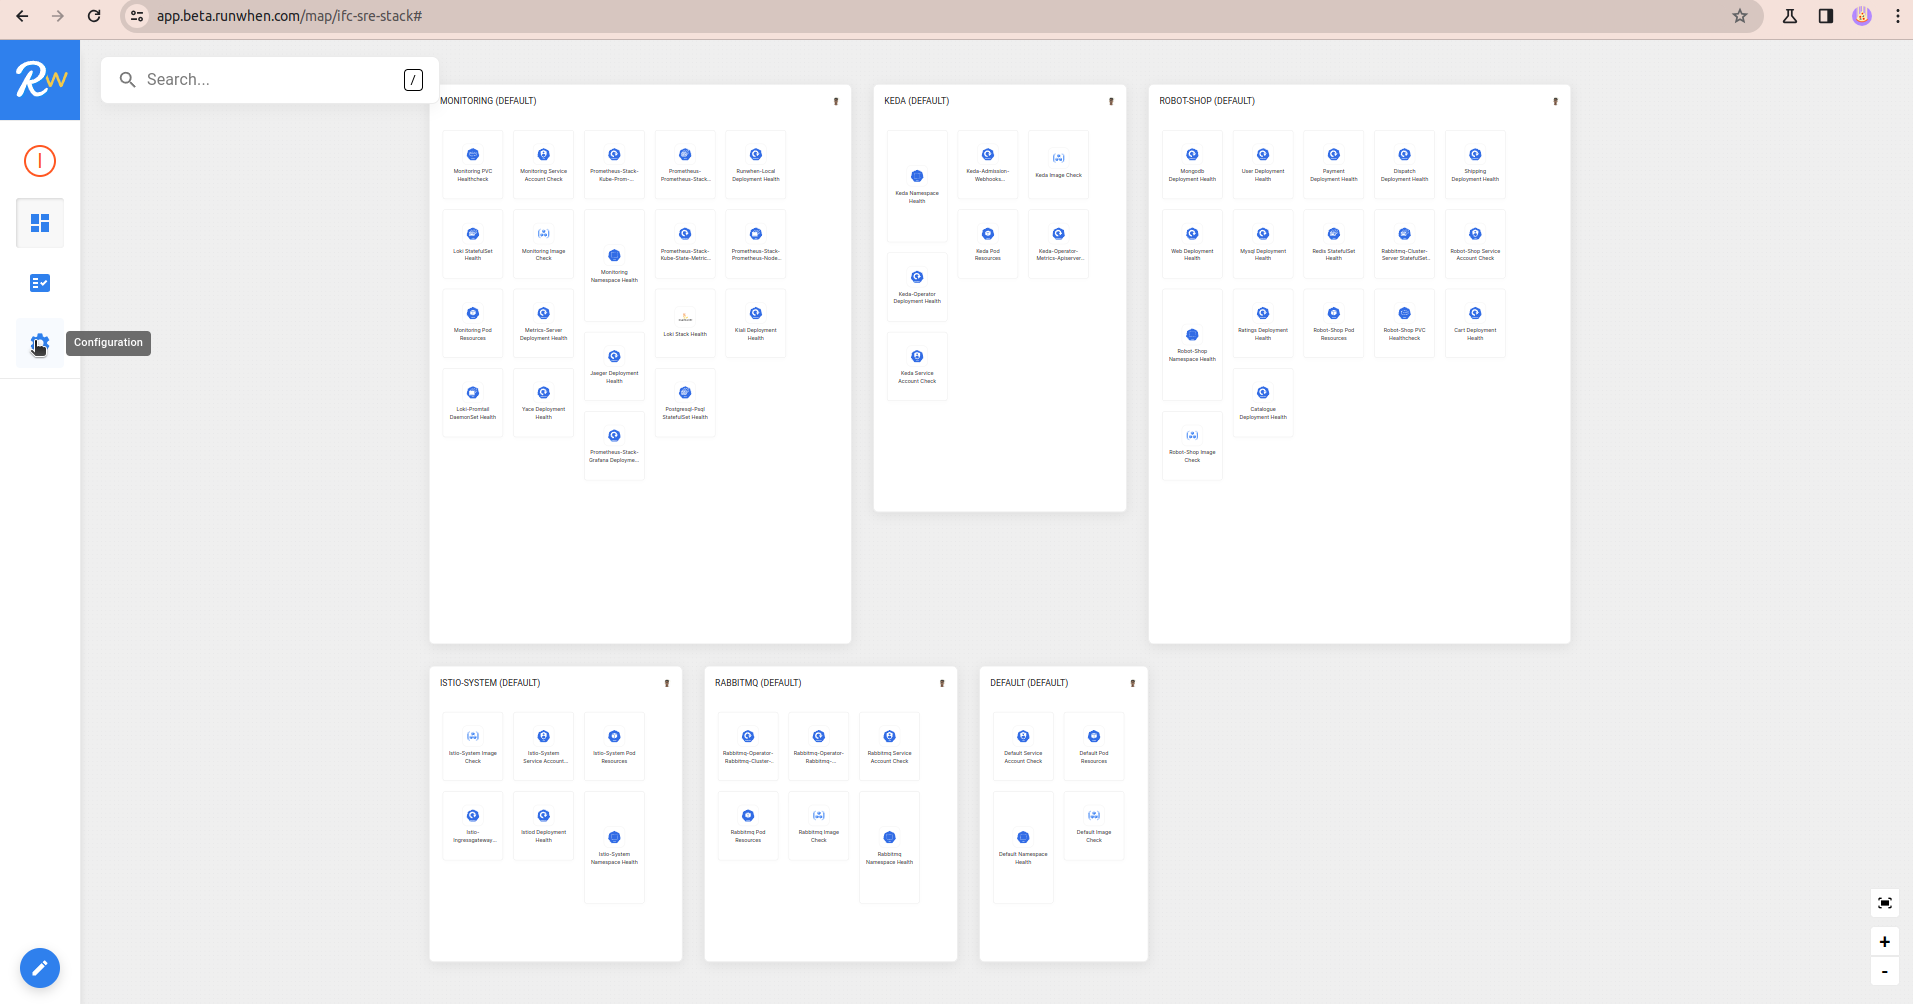 app.beta.runwhen.com/map/ifc-sre-stack#
RW
Search...
/
Configuration
MONITORING (DEFAULT)
Monitoring PVC
Healthcheck
Monitoring Service
Account Check
Prometheus-Stack-
Kube-Prom-...
Prometheus-
Prometheus-Stack...
Runwhen-Local
Deployment Health
Loki StatefulSet
Health
Monitoring Image
Check
Monitoring
Namespace Health
Prometheus-Stack-
Kube-State-Metric...
Prometheus-Stack-
Prometheus-Node...
Monitoring Pod
Resources
Metrics-Server
Deployment Health
Loki Stack Health
Kiali Deployment
Health
Jaeger Deployment
Health
Loki-Promtail
DaemonSet Health
Yace Deployment
Health
Postgresql-Psql
StatefulSet Health
Prometheus-Stack-
Grafana Deployme...
KEDA (DEFAULT)
Keda Namespace
Health
Keda-Admission-
Webhooks...
Keda Image Check
Keda Pod
Resources
Keda-Operator-
Metrics-Apiserver...
Keda-Operator
Deployment Health
Keda Service
Account Check
ROBOT-SHOP (DEFAULT)
Mongodb
Deployment Health
User Deployment
Health
Payment
Deployment Health
Dispatch
Deployment Health
Shipping
Deployment Health
Web Deployment
Health
Mysql Deployment
Health
Redis StatefulSet
Health
Rabbitmq-Cluster-
Server StatefulSet...
Robot-Shop Service
Account Check
Robot-Shop
Namespace Health
Ratings Deployment
Health
Robot-Shop Pod
Resources
Robot-Shop PVC
Healthcheck
Cart Deployment
Health
Catalogue
Deployment Health
Robot-Shop Image
Check
ISTIO-SYSTEM (DEFAULT)
Istio-System Image
Check
Istio-System
Service Account...
Istio-System Pod
Resources
Istio-
Ingressgateway...
Istiod Deployment
Health
Istio-System
Namespace Health
RABBITMQ (DEFAULT)
Rabbitmq-Operator-
Rabbitmq-Cluster-...
Rabbitmq-Operator-
Rabbitmq-...
Rabbitmq Service
Account Check
Rabbitmq Pod
Resources
Rabbitmq Image
Check
Rabbitmq
Namespace Health
DEFAULT (DEFAULT)
Default Service
Account Check
Default Pod
Resources
Default Namespace
Health
Default Image
Check
+
-